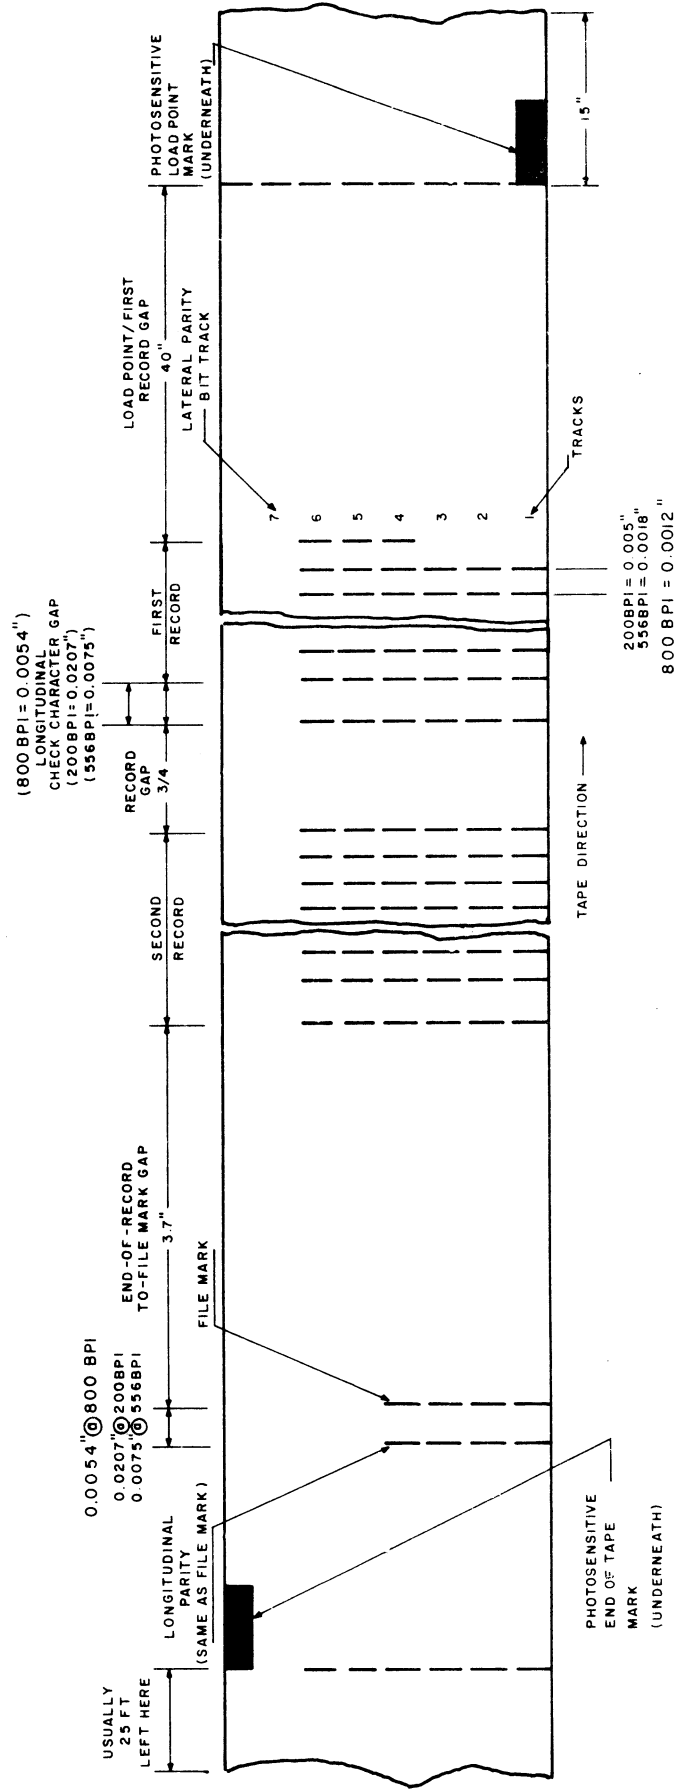 (800 BPI = 0.0054")
LONGITUDINAL
CHECK CHARACTER GAP
(200 BPI = 0.0207")
(556 BPI = 0.0075")
0.0054" @ 800 BPI
0.0207" @ 200 BPI
0.0075" @ 556 BPI
USUALLY
25 FT
LEFT HERE
LONGITUDINAL
PARITY
(SAME AS FILE MARK)
END-OF-RECORD
TO-FILE MARK GAP
3.7"
FILE MARK
SECOND
RECORD
RECORD
GAP
3/4
FIRST
RECORD
LOAD POINT/FIRST
RECORD GAP
40"
LATERAL PARITY
BIT TRACK
PHOTOSENSITIVE
LOAD POINT
MARK
(UNDERNEATH)
7
6
5
4
3
2
1
15"
PHOTOSENSITIVE
END OF TAPE
MARK
(UNDERNEATH)
TAPE DIRECTION
TRACKS
200BPI = 0.005"
556BPI = 0.0018"
800 BPI = 0.0012"